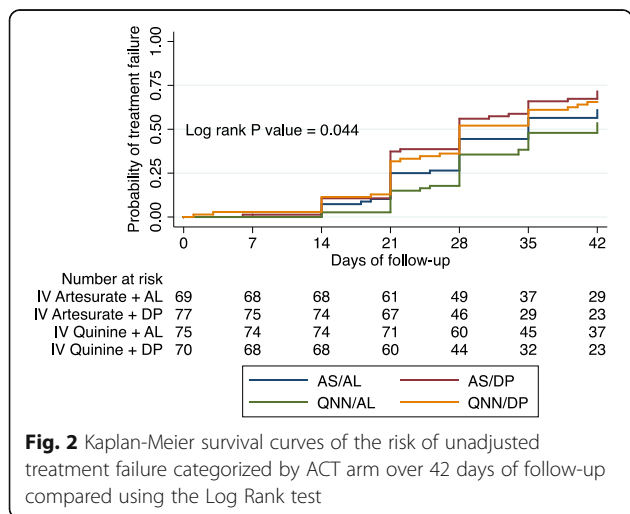 1.00
0.75
0.50
0.25
0.00
Probability of treatment failure
Log rank P value = 0.044
0 7 14 21 28 35 42
Days of follow-up
Number at risk
IV Artesurate + AL 69 68 68 61 49 37 29
IV Artesurate + DP 77 75 74 67 46 29 23
IV Quinine + AL 75 74 74 71 60 45 37
IV Quinine + DP 70 68 68 60 44 32 23
AS/AL AS/DP
QNN/AL QNN/DP
Fig. 2 Kaplan-Meier survival curves of the risk of unadjusted
treatment failure categorized by ACT arm over 42 days of follow-up
compared using the Log Rank test